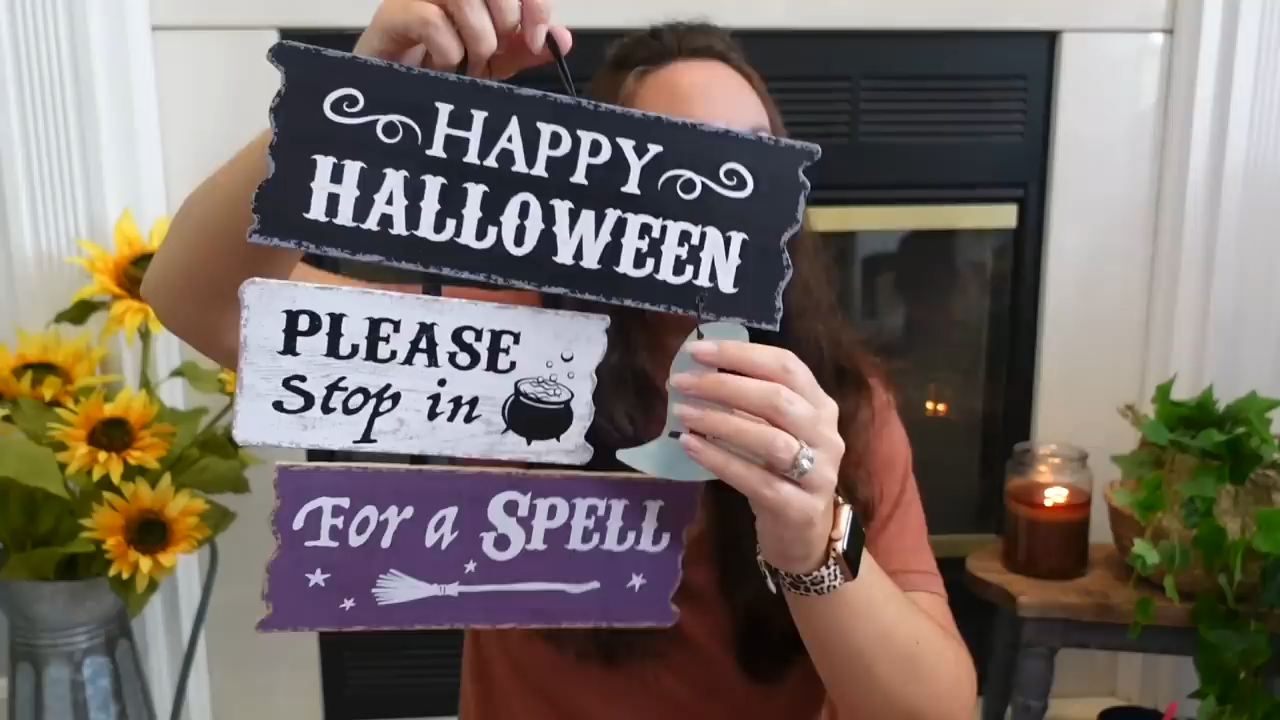 HAPPY
HALLOWEEN
PLEASE
Stop in
For a SPELL